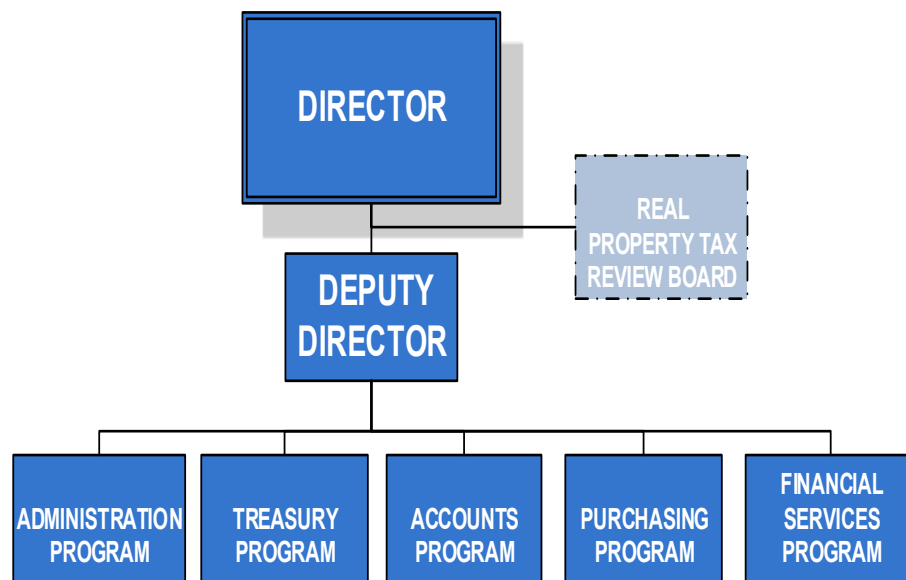 DIRECTOR
REAL
PROPERTY TAX
REVIEW BOARD
DEPUTY
DIRECTOR
ADMINISTRATION
PROGRAM
TREASURY
PROGRAM
ACCOUNTS
PROGRAM
PURCHASING
PROGRAM
FINANCIAL
SERVICES
PROGRAM